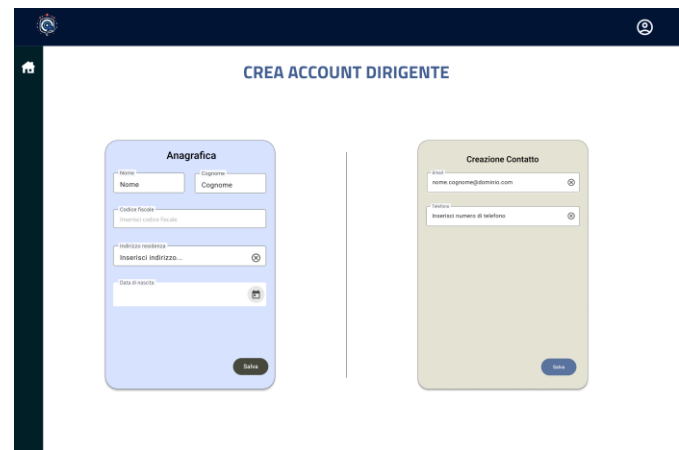 CREA ACCOUNT DIRIGENTE
Anagrafica
Nome
Cognome
Nome
Cognome
Codice fiscale
Inserisci codice fiscale
Indirizzo residenza
Inserisci indirizzo...
Data di nascita
Salva
Creazione Contatto
Email
nome.cognome@dominio.com
Telefono
Inserisci numero di telefono
Salva